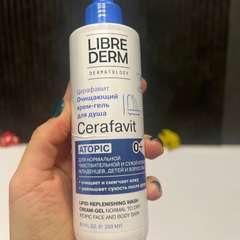 LIBRE
DERM
DERMATOLOGY
Церафавит
Очищающий
крем-гель
для душа
Cerafavit
ATOPIC
0+
ДЛЯ НОРМАЛЬНОЙ
ЧУВСТВИТЕЛЬНОЙ И СУХОЙ КОЖИ
МЛАДЕНЦЕВ, ДЕТЕЙ И ВЗРОСЛЫХ
очищает и смягчает кожу
уменьшает сухость после душа
LIPID-REPLENISHING WASH
CREAM-GEL NORMAL TO DRY
ATOPIC FACE AND BODY SKIN
250 ML